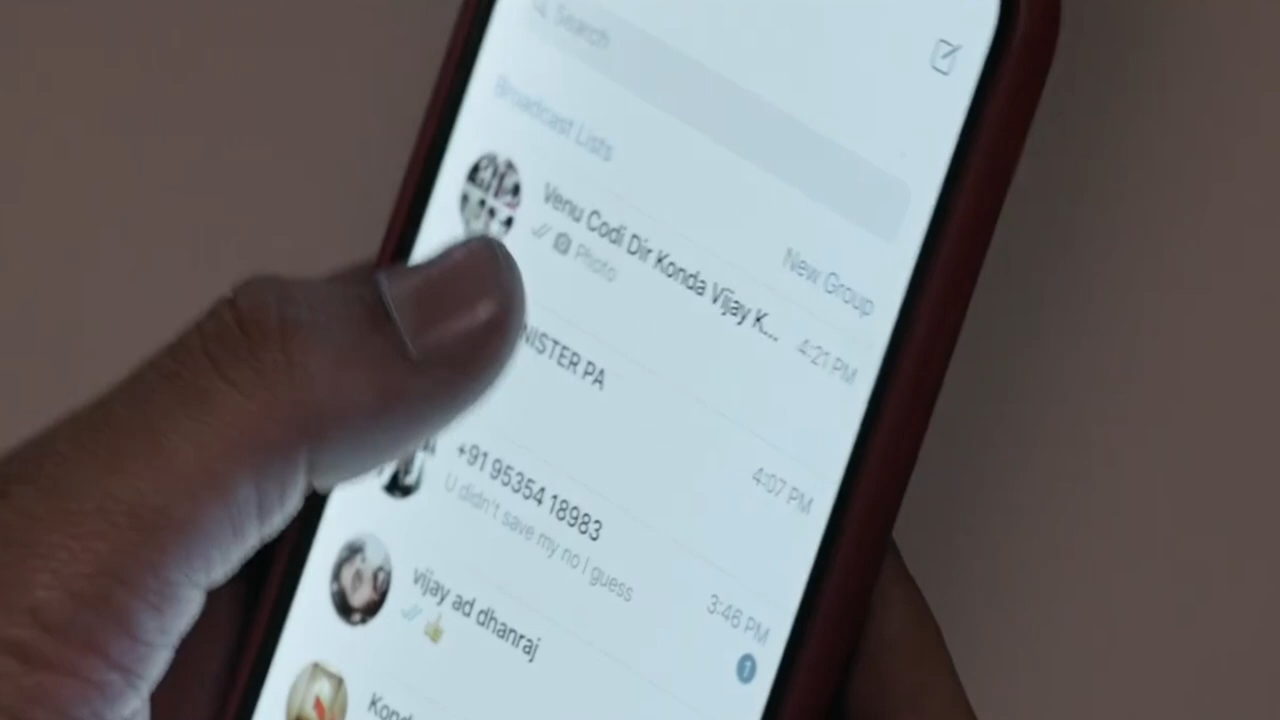 Search
Broadcast Lists
New Group
Venu Codi Dir Konda Vijay K...
4:21 PM
Photo
NISTER PA
4:07 PM
+91 95354 18983
3:46 PM
U didn't save my no I guess
1
vijay ad dhanraj
Kond